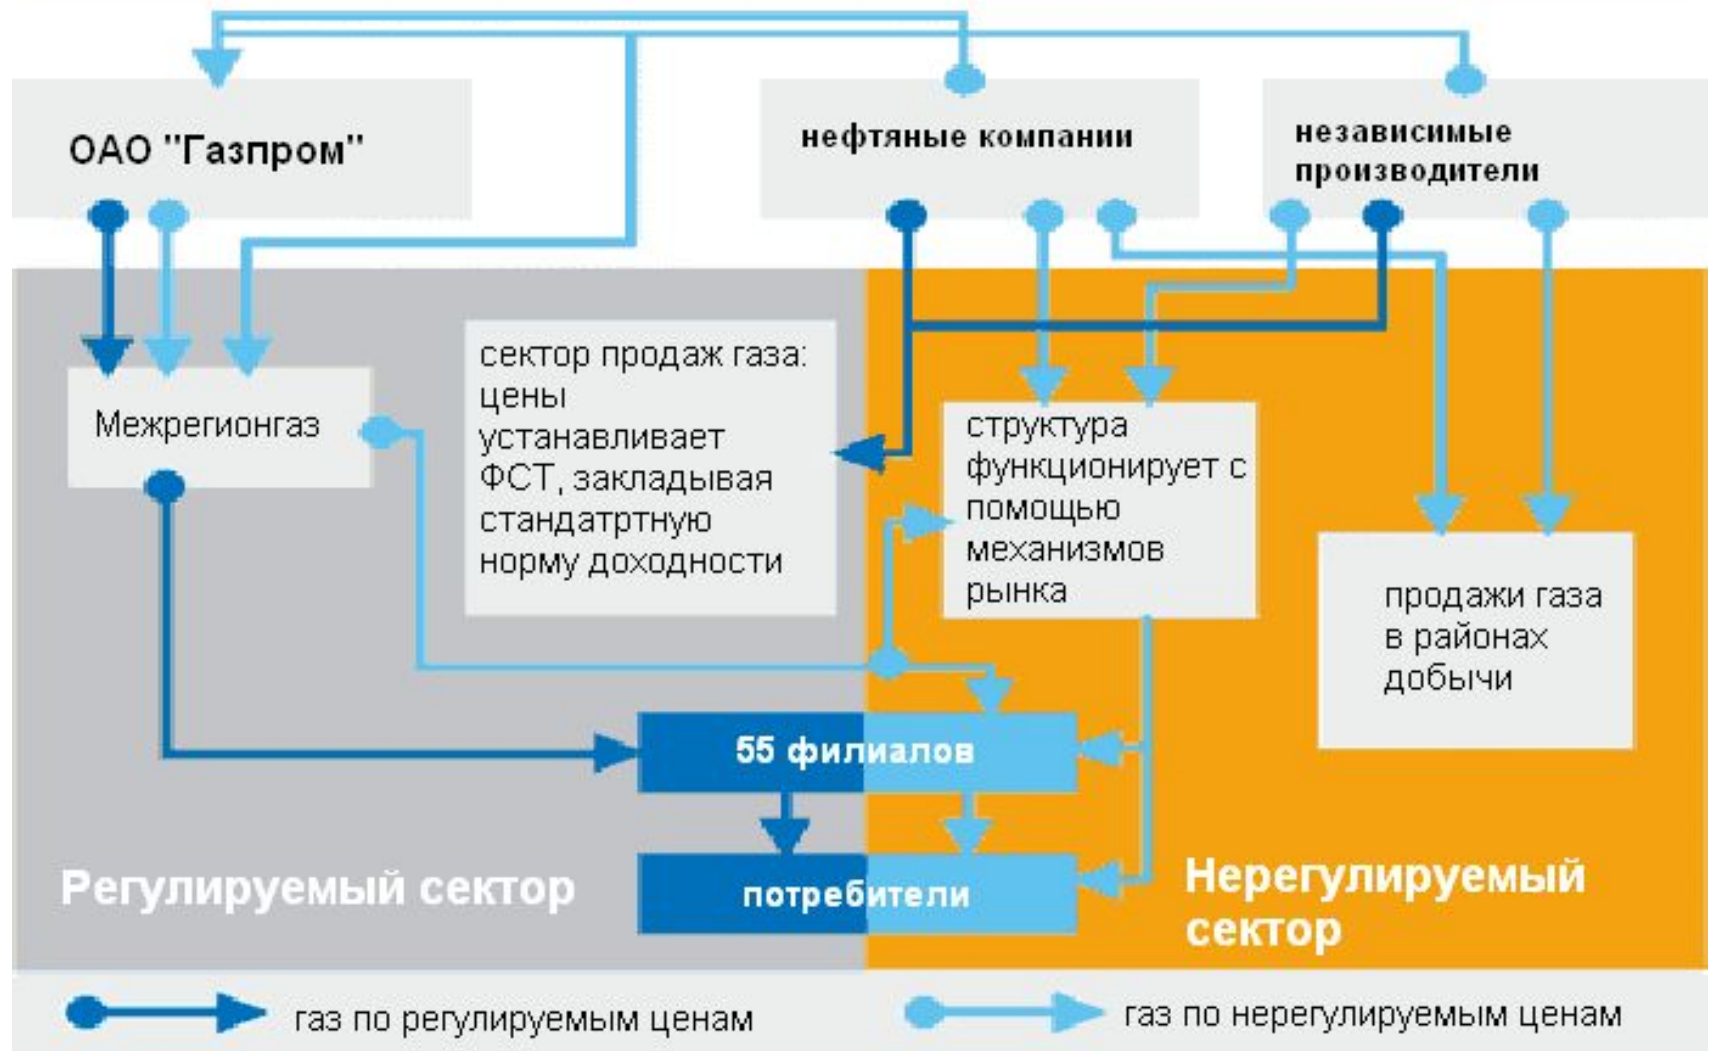 ОАО "Газпром"
нефтяные компании
независимые
производители
Межрегионгаз
сектор продаж газа:
цены
устанавливает
ФСТ, закладывая
стандатртную
норму доходности
структура
функционирует с
помощью
механизмов
рынка
продажи газа
в районах
добычи
55 филиалов
потребители
Регулируемый сектор
Нерегулируемый
сектор
газ по регулируемым ценам
газ по нерегулируемым ценам